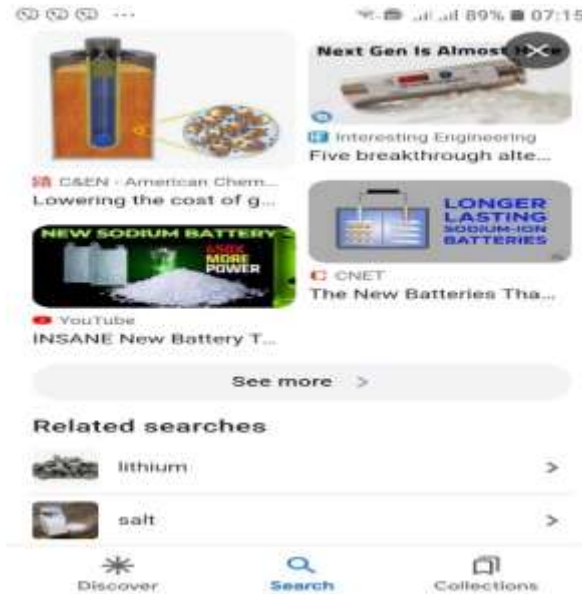 89% 07:15
Next Gen Is Almost Here
Interesting Engineering
Five breakthrough alte...
C&EN - American Chem...
Lowering the cost of g...
LONGER
LASTING
SODIUM-ION
BATTERIES
CNET
The New Batteries Tha...
NEW SODIUM BATTERY
MORE
POWER
YouTube
INSANE New Battery T...
See more >
Related searches
lithium
salt
Discover
Search
Collections